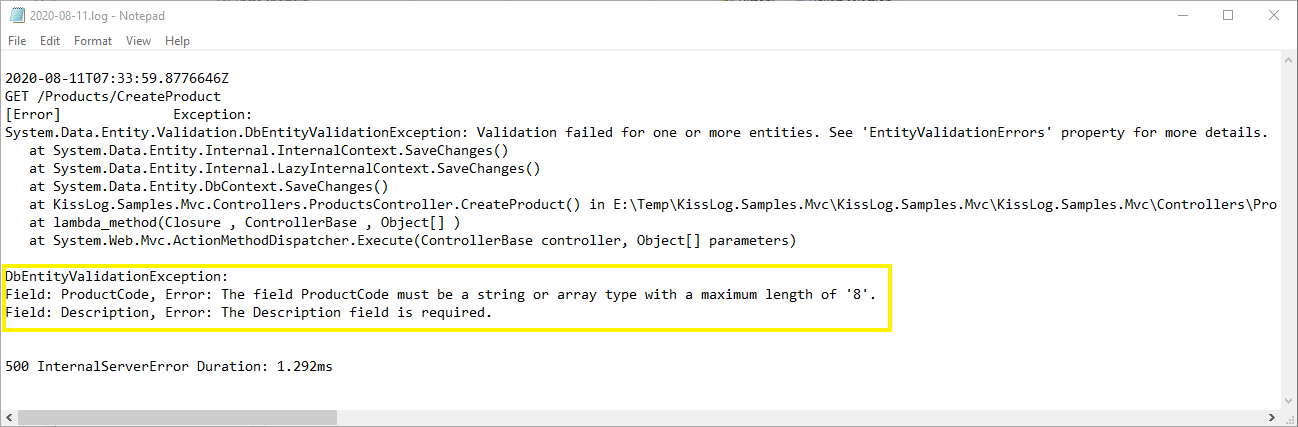 2020-08-11.log - Notepad
File Edit Format View Help
2020-08-11T07:33:59.8776646Z
GET /Products/CreateProduct
[Error] Exception:
System.Data.Entity.Validation.DbEntityValidationException: Validation failed for one or more entities. See 'EntityValidationErrors' property for more details.
at System.Data.Entity.Internal.InternalContext.SaveChanges()
at System.Data.Entity.Internal.LazyInternalContext.SaveChanges()
at System.Data.Entity.DbContext.SaveChanges()
at KissLog.Samples.Mvc.Controllers.ProductsController.CreateProduct() in E:\Temp\KissLog.Samples.Mvc\KissLog.Samples.Mvc\KissLog.Samples.Mvc\Controllers\Pro
at lambda_method(Closure , ControllerBase , Object[] )
at System.Web.Mvc.ActionMethodDispatcher.Execute(ControllerBase controller, Object[] parameters)
DbEntityValidationException:
Field: ProductCode, Error: The field ProductCode must be a string or array type with a maximum length of '8'.
Field: Description, Error: The Description field is required.
500 InternalServerError Duration: 1.292ms